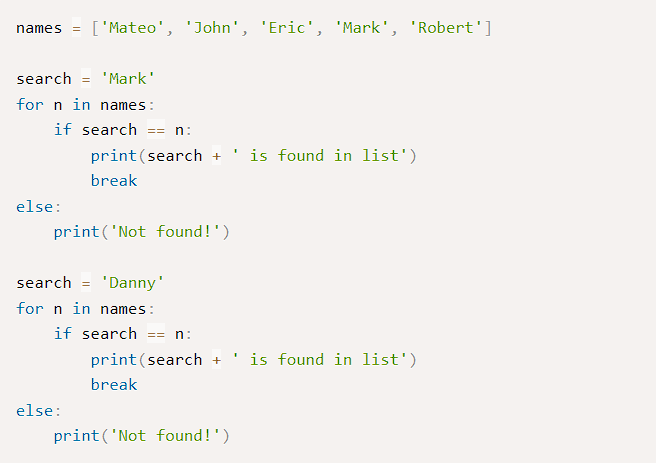 names = ['Mateo', 'John', 'Eric', 'Mark', 'Robert']

search = 'Mark'
for n in names:
    if search == n:
        print(search + ' is found in list')
        break
else:
    print('Not found!')

search = 'Danny'
for n in names:
    if search == n:
        print(search + ' is found in list')
        break
else:
    print('Not found!')